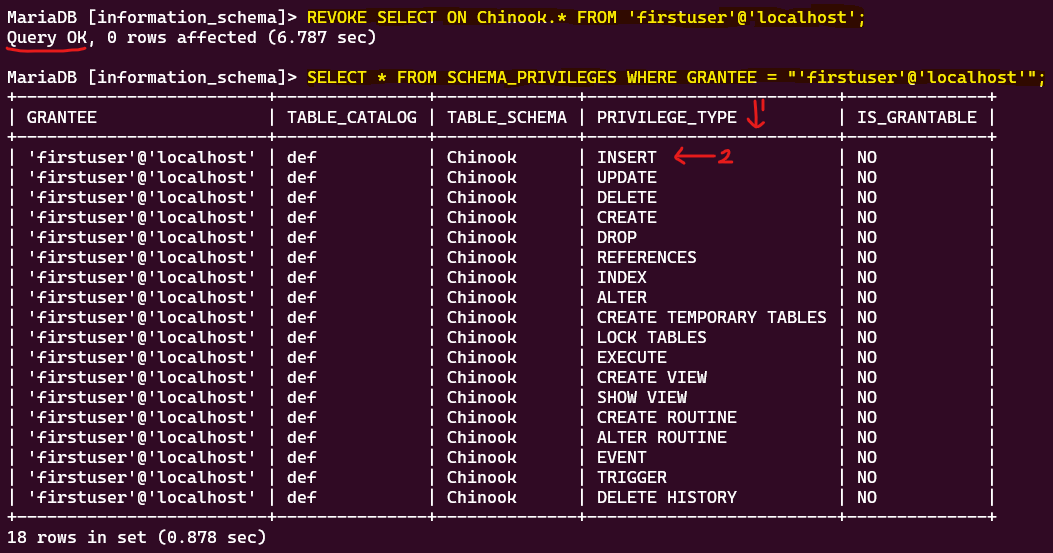 MariaDB [information_schema]> REVOKE SELECT ON Chinook.* FROM 'firstuser'@'localhost';
Query OK, 0 rows affected (6.787 sec)
MariaDB [information_schema]> SELECT * FROM SCHEMA_PRIVILEGES WHERE GRANTEE = "'firstuser'@'localhost'";
+-------------------------+---------------+--------------+-------------------------+--------------+
| GRANTEE | TABLE_CATALOG | TABLE_SCHEMA | PRIVILEGE_TYPE | IS_GRANTABLE | 1
+-------------------------+---------------+--------------+-------------------------+--------------+
| 'firstuser'@'localhost' | def | Chinook | INSERT ← 2 | NO |
| 'firstuser'@'localhost' | def | Chinook | UPDATE | NO |
| 'firstuser'@'localhost' | def | Chinook | DELETE | NO |
| 'firstuser'@'localhost' | def | Chinook | CREATE | NO |
| 'firstuser'@'localhost' | def | Chinook | DROP | NO |
| 'firstuser'@'localhost' | def | Chinook | REFERENCES | NO |
| 'firstuser'@'localhost' | def | Chinook | INDEX | NO |
| 'firstuser'@'localhost' | def | Chinook | ALTER | NO |
| 'firstuser'@'localhost' | def | Chinook | CREATE TEMPORARY TABLES | NO |
| 'firstuser'@'localhost' | def | Chinook | LOCK TABLES | NO |
| 'firstuser'@'localhost' | def | Chinook | EXECUTE | NO |
| 'firstuser'@'localhost' | def | Chinook | CREATE VIEW | NO |
| 'firstuser'@'localhost' | def | Chinook | SHOW VIEW | NO |
| 'firstuser'@'localhost' | def | Chinook | CREATE ROUTINE | NO |
| 'firstuser'@'localhost' | def | Chinook | ALTER ROUTINE | NO |
| 'firstuser'@'localhost' | def | Chinook | EVENT | NO |
| 'firstuser'@'localhost' | def | Chinook | TRIGGER | NO |
| 'firstuser'@'localhost' | def | Chinook | DELETE HISTORY | NO |
+-------------------------+---------------+--------------+-------------------------+--------------+
18 rows in set (0.878 sec)